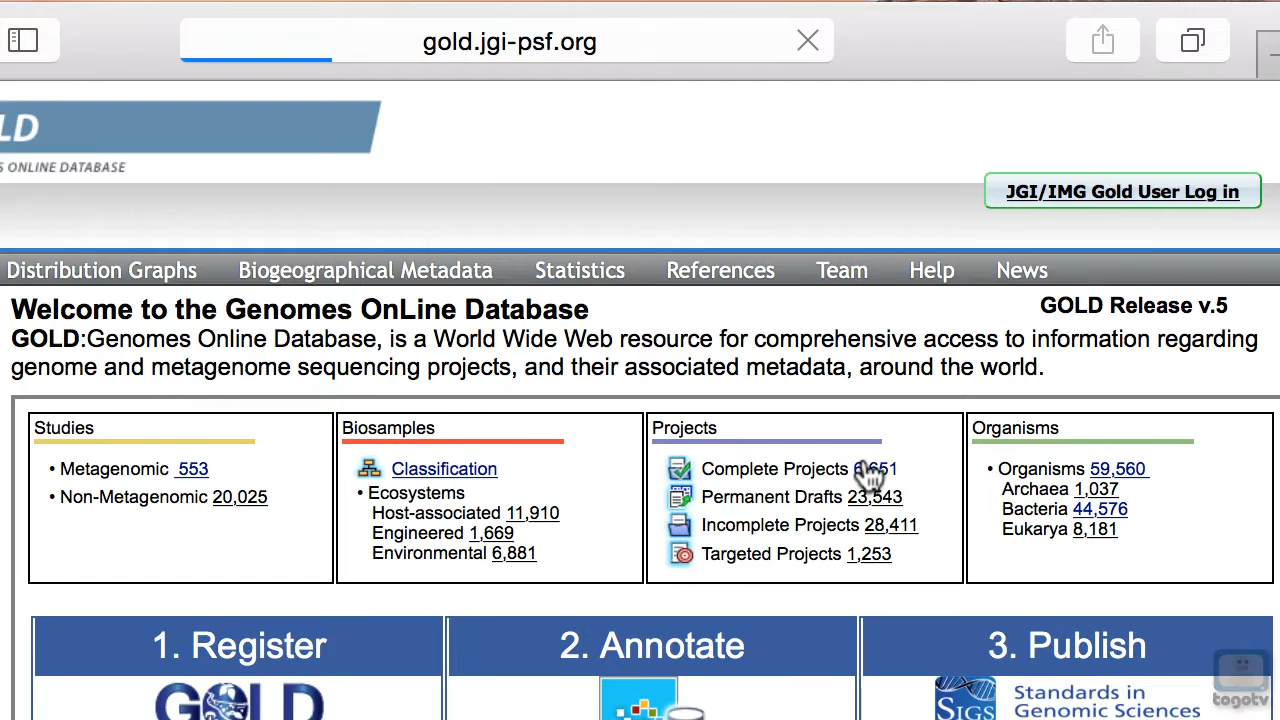 gold.jgi-psf.org
LD
S ONLINE DATABASE
JGI/IMG Gold User Log in
Distribution Graphs Biogeographical Metadata Statistics References Team Help News
Welcome to the Genomes OnLine Database
GOLD Release v.5
GOLD:Genomes Online Database, is a World Wide Web resource for comprehensive access to information regarding
genome and metagenome sequencing projects, and their associated metadata, around the world.
Studies
• Metagenomic 553
• Non-Metagenomic 20,025
Biosamples
Classification
• Ecosystems
Host-associated 11,910
Engineered 1,669
Environmental 6,881
Projects
Complete Projects
Permanent Drafts 23,543
Incomplete Projects 28,411
Targeted Projects 1,253
Organisms
• Organisms 59,560
Archaea 1,037
Bacteria 44,576
Eukarya 8,181
1. Register
2. Annotate
3. Publish
GOLD
SIGS
Standards in
Genomic Sciences
togotv